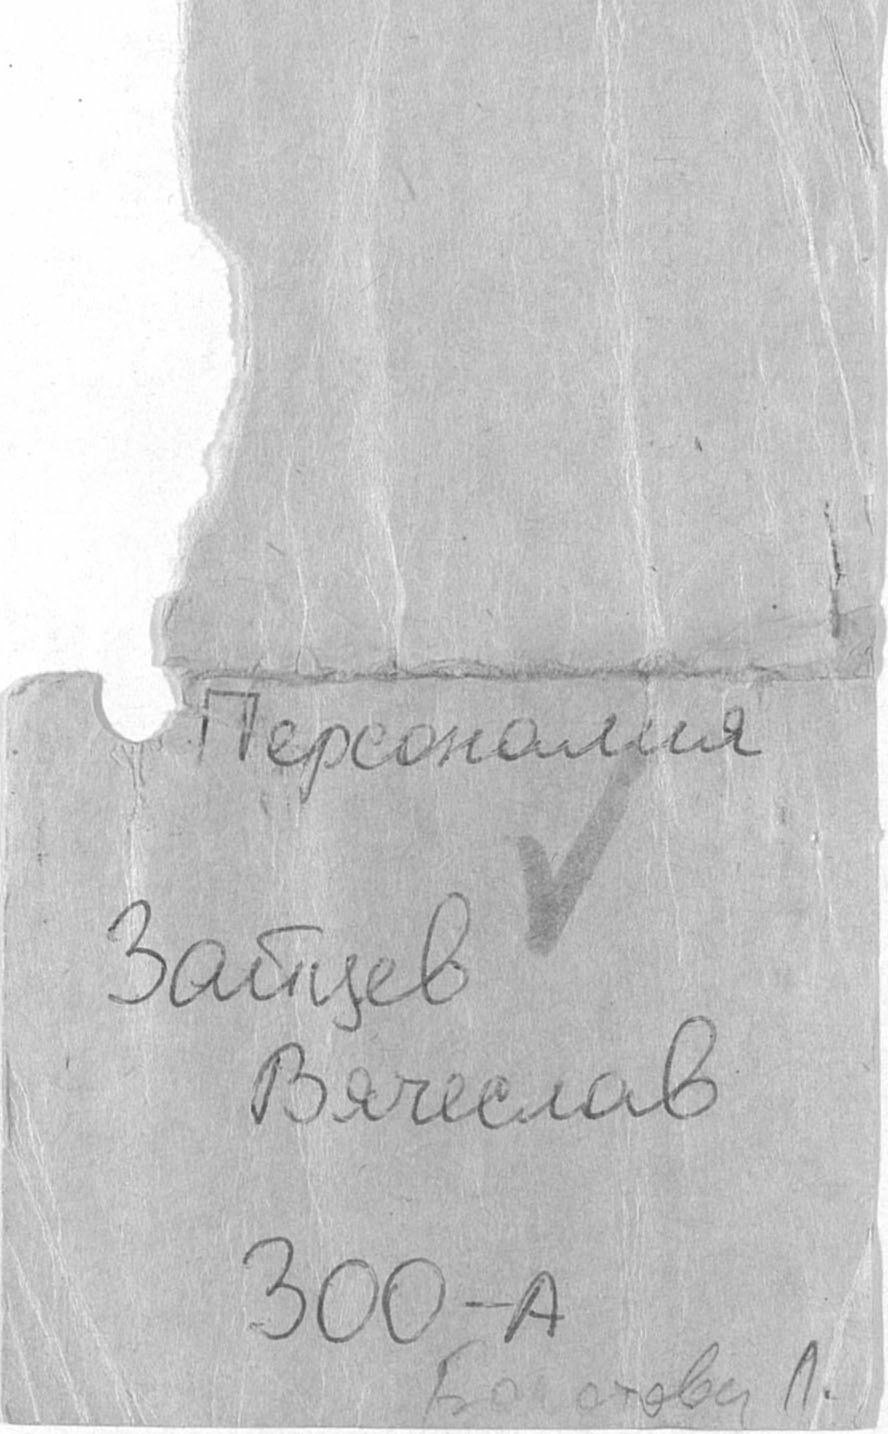 Персоналия
Зайцев
Вячеслав
300-А
Л.